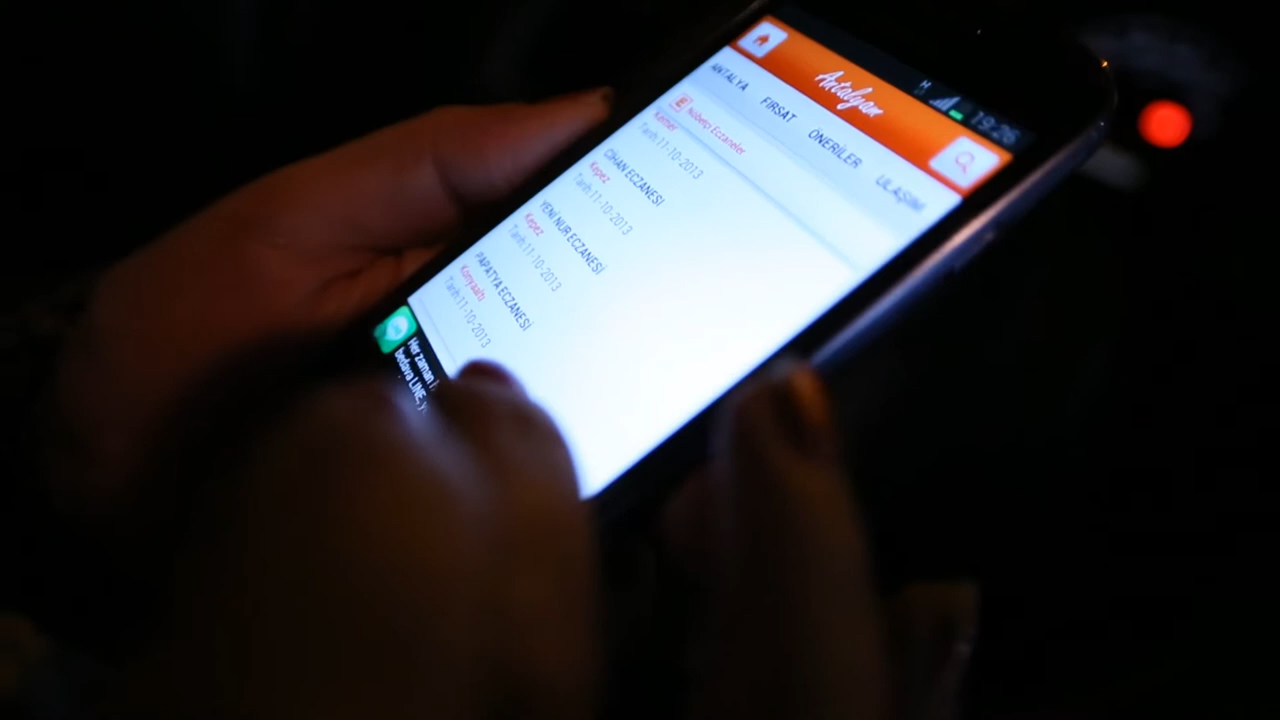 H 19:26
Antalyam
ANTALYA FIRSAT ÖNERİLER ULAŞIM
E Nöbetçi Eczaneler
Kemer
Tarih:11-10-2013
CİHAN ECZANESİ
Kepez
Tarih:11-10-2013
YENİ NUR ECZANESİ
Kepez
Tarih:11-10-2013
PAPATYA ECZANESİ
Konyaaltı
Tarih:11-10-2013
Her zaman
bedava LINE,